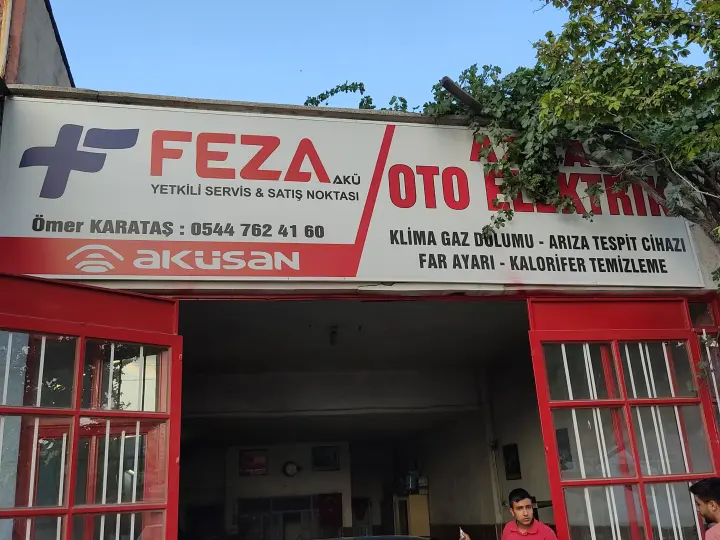 FEZA AKÜ
YETKİLİ SERVİS & SATIŞ NOKTASI
Ömer KARATAŞ : 0544 762 41 60
AKÜSAN
OTO ELEKTRİK
KLİMA GAZ DOLUMU - ARIZA TESPİT CİHAZI
FAR AYARI - KALORİFER TEMİZLEME